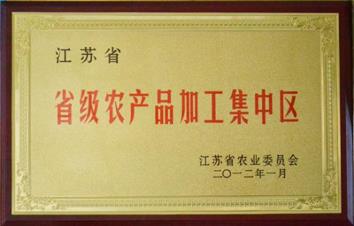 江苏省
省级农产品加工集中区
江苏省农业委员会
二〇一二年一月